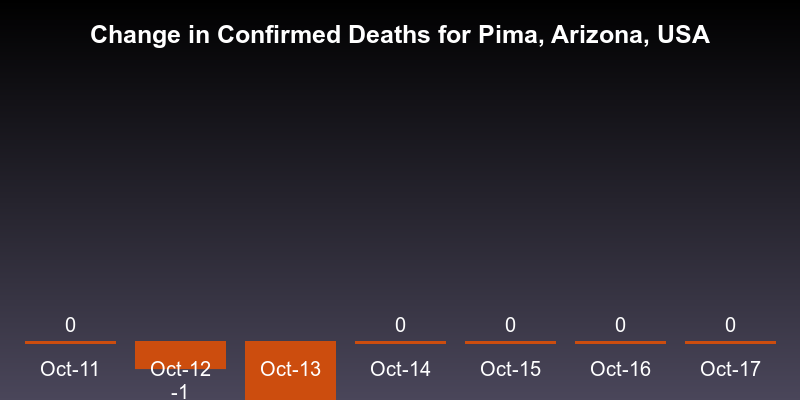 Change in Confirmed Deaths for Pima, Arizona, USA
0 0 0 0 0
Oct-11 Oct-12 Oct-13 Oct-14 Oct-15 Oct-16 Oct-17
-1